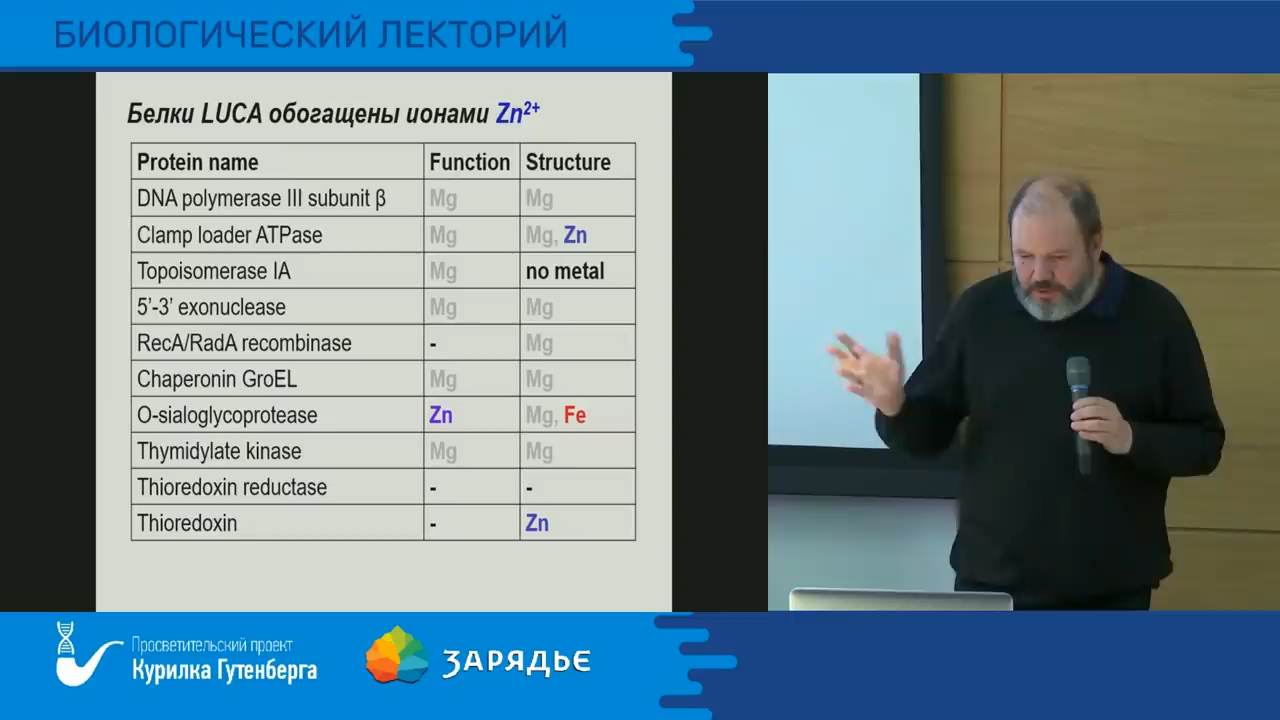 БИОЛОГИЧЕСКИЙ ЛЕКТОРИЙ
Белки LUCA обогащены ионами Zn²⁺
Protein name Function Structure
DNA polymerase III subunit β Mg Mg
Clamp loader ATPase Mg Mg, Zn
Topoisomerase IA Mg no metal
5’-3’ exonuclease Mg Mg
RecA/RadA recombinase - Mg
Chaperonin GroEL Mg Mg
O-sialoglycoprotease Zn Mg, Fe
Thymidylate kinase Mg Mg
Thioredoxin reductase - -
Thioredoxin - Zn
Просветительский проект
Курилка Гутенберга
ЗАРЯДЬЕ